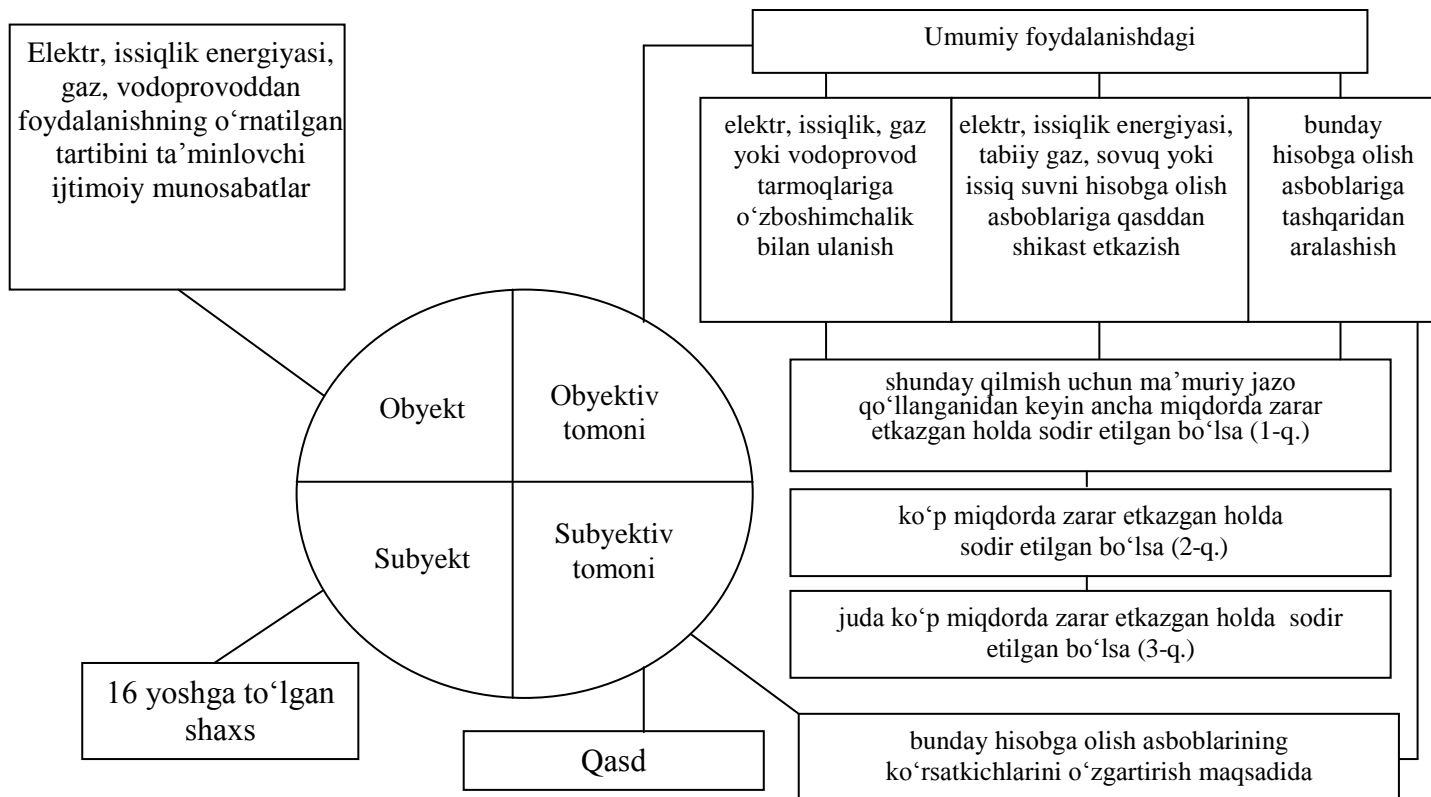 Elektr, issiqlik energiyasi,
gaz, vodoprovoddan
foydalanishning o‘rnatilgan
tartibini ta’minlovchi
ijtimoiy munosabatlar
Umumiy foydalanishdagi
elektr, issiqlik, gaz
yoki vodoprovod
tarmoqlariga
o‘zboshimchalik
bilan ulanish
elektr, issiqlik energiyasi,
tabiiy gaz, sovuq yoki
issiq suvni hisobga olish
asboblariga qasddan
shikast etkazish
bunday
hisobga olish
asboblariga
tashqaridan
aralashish
Obyekt
Obyektiv
tomoni
Subyekt
Subyektiv
tomoni
shunday qilmish uchun ma’muriy jazo
qo‘llanganidan keyin ancha miqdorda zarar
etkazgan holda sodir etilgan bo‘lsa (1-q.)
ko‘p miqdorda zarar etkazgan holda
sodir etilgan bo‘lsa (2-q.)
juda ko‘p miqdorda zarar etkazgan holda sodir
etilgan bo‘lsa (3-q.)
16 yoshga to‘lgan
shaxs
Qasd
bunday hisobga olish asboblarining
ko‘rsatkichlarini o‘zgartirish maqsadida